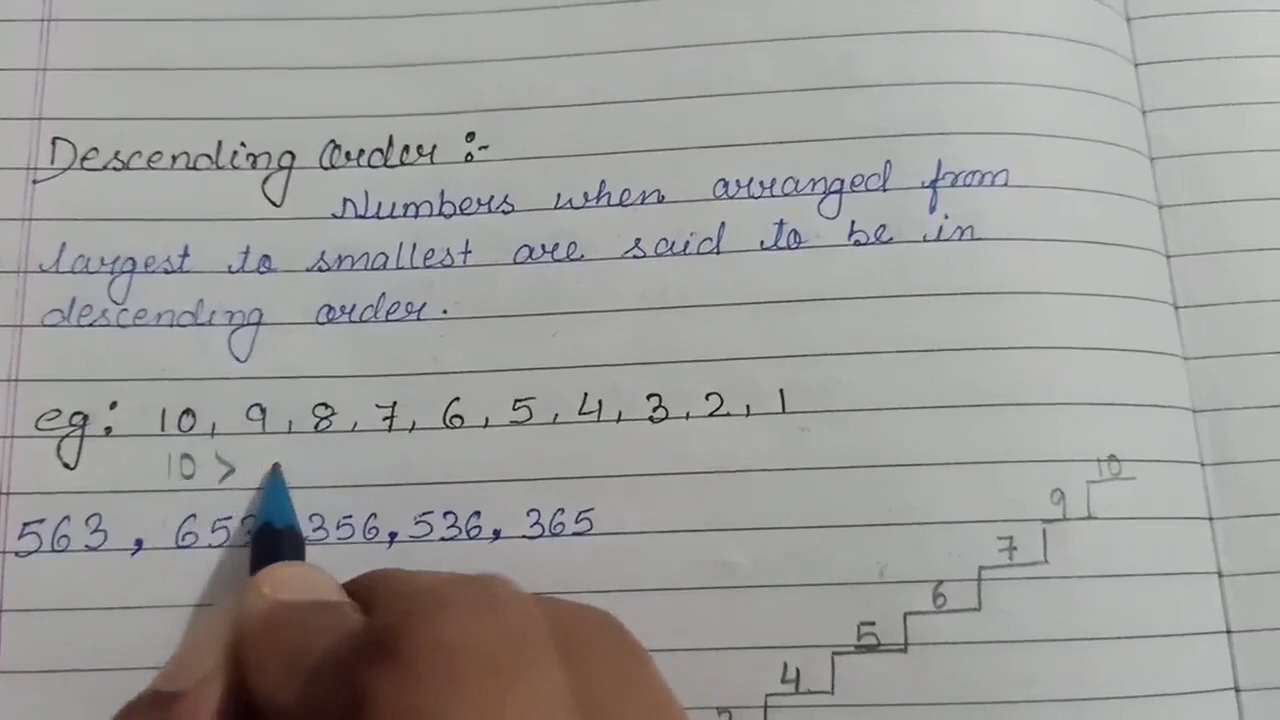 Descending order :-
Numbers when arranged from
largest to smallest are said to be in
descending order.
eg: 10, 9, 8, 7, 6, 5, 4, 3, 2, 1
10 >
563, 356, 536, 365
10
9
7
6
5
4